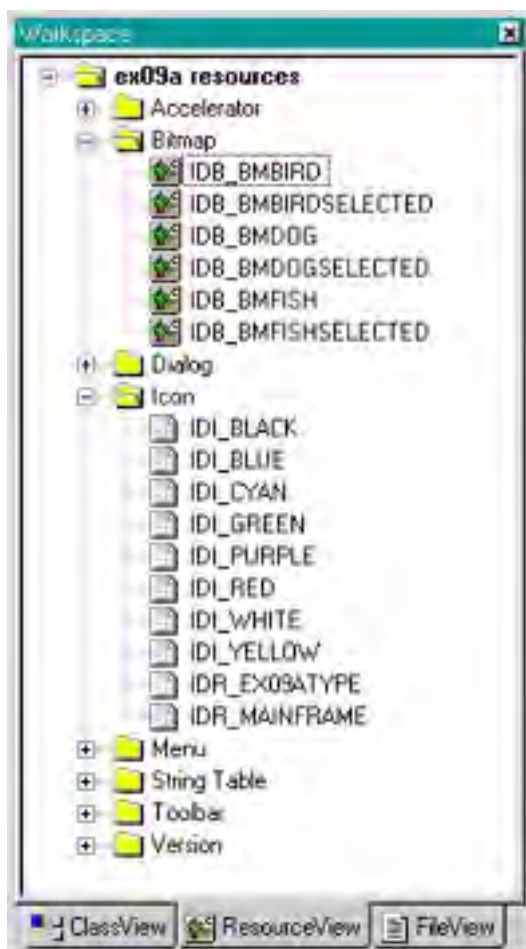 Workspace
ex09a resources
Accelerator
Bitmap
IDB_BMBIRD
IDB_BMBIRDSELECTED
IDB_BMDOG
IDB_BMDOGSELECTED
IDB_BMFISH
IDB_BMFISHSELECTED
Dialog
Icon
IDI_BLACK
IDI_BLUE
IDI_CYAN
IDI_GREEN
IDI_PURPLE
IDI_RED
IDI_WHITE
IDI_YELLOW
IDR_EX09ATYPE
IDR_MAINFRAME
Menu
String Table
Toolbar
Version
ClassView ResourceView FileView